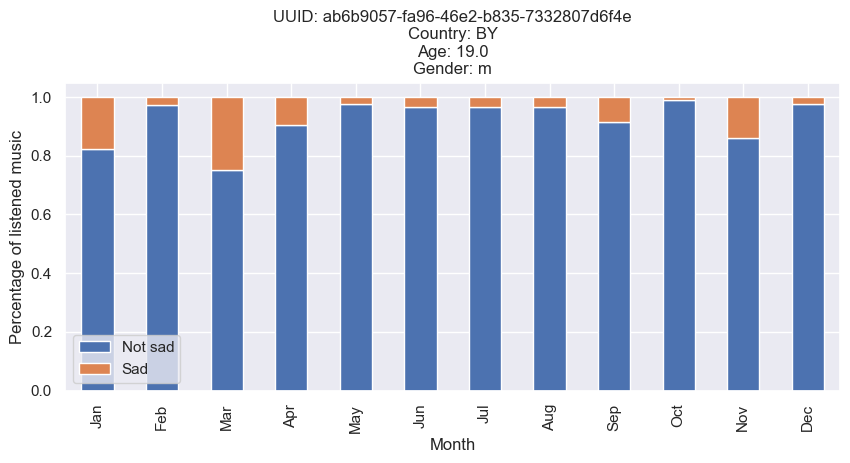 UUID: ab6b9057-fa96-46e2-b835-7332807d6f4e
Country: BY
Age: 19.0
Gender: m
Percentage of listened music
1.0
0.8
0.6
0.4
0.2
0.0
Not sad
Sad
Jan
Feb
Mar
Apr
May
Jun
Jul
Aug
Sep
Oct
Nov
Dec
Month